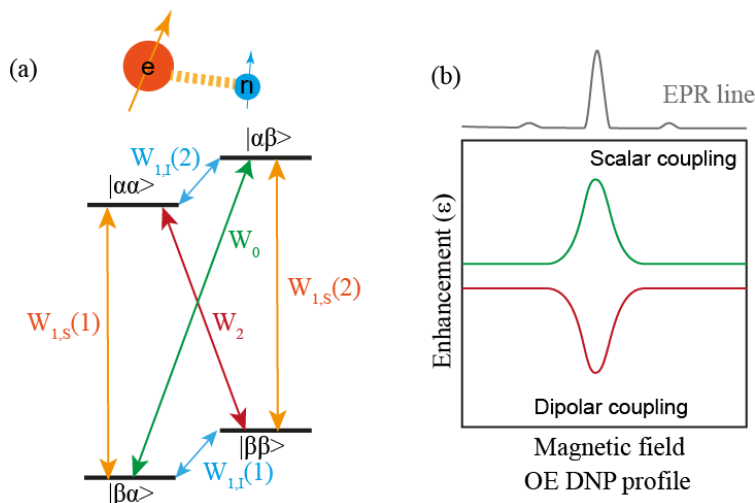 (a)
e
n
|αβ>
W1,I(2)
|αα>
W0
W1,S(1)
W1,S(2)
W2
|ββ>
W1,I(1)
|βα>
(b)
EPR line
Scalar coupling
Enhancement (ε)
Dipolar coupling
Magnetic field
OE DNP profile